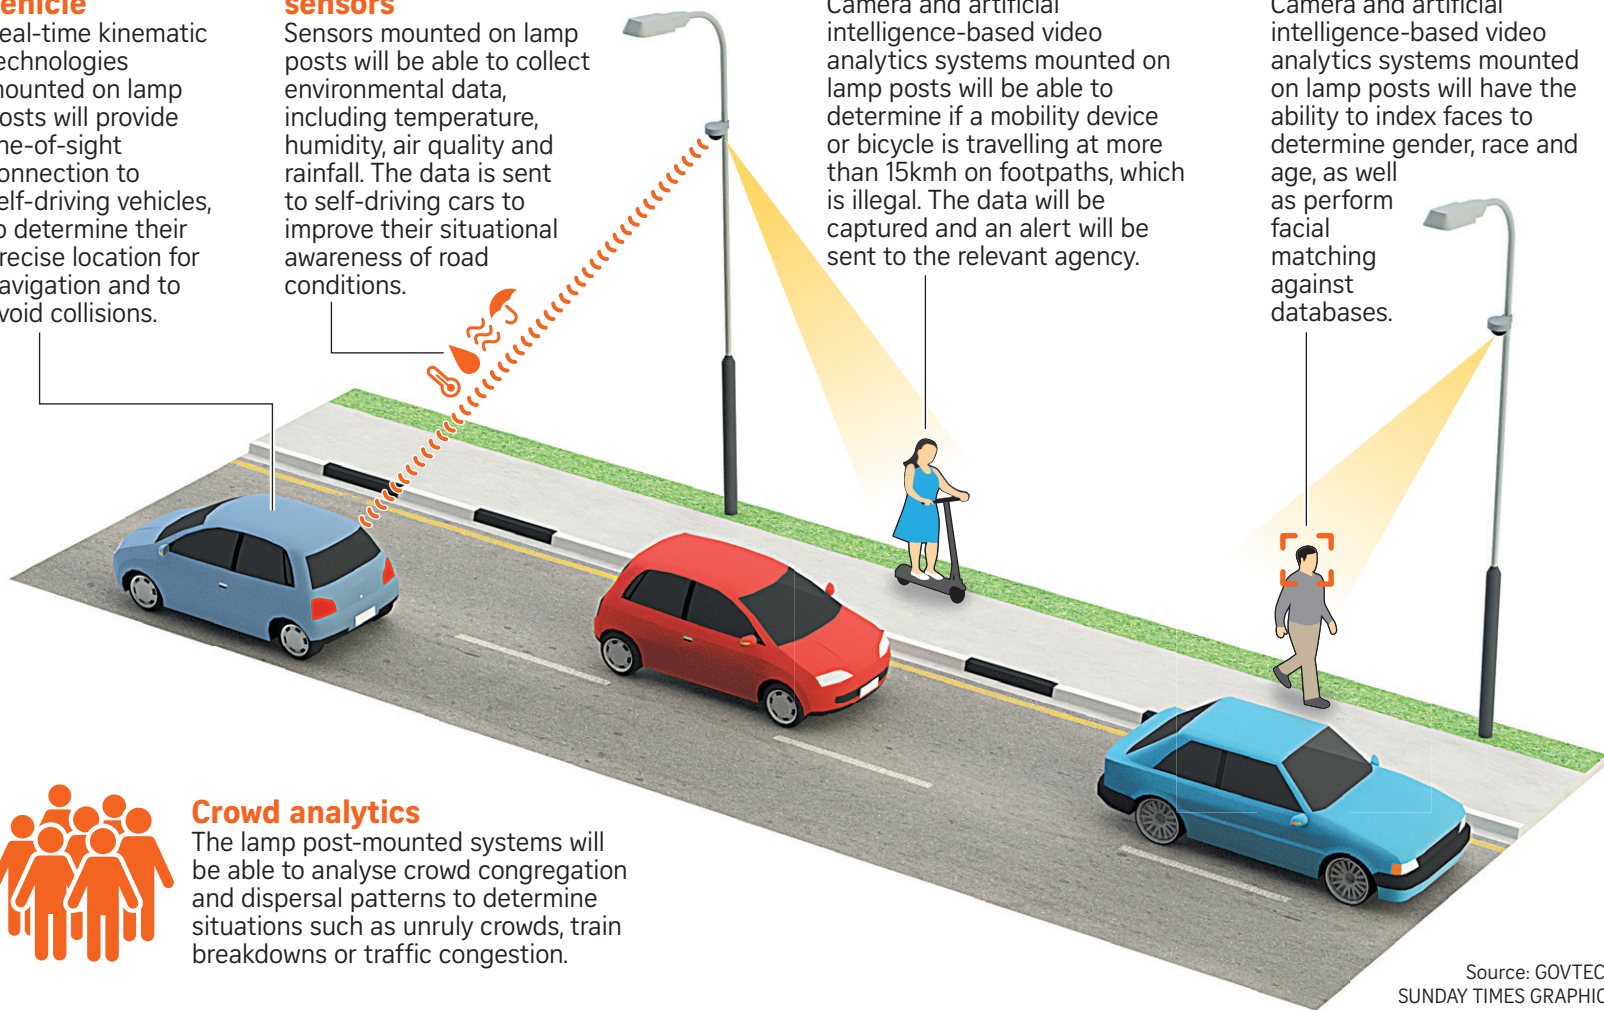 ehicle
eal-time kinematic
echnologies
ounted on lamp
osts will provide
ne-of-sight
onnection to
elf-driving vehicles,
o determine their
recise location for
avigation and to
void collisions.
sensors
Sensors mounted on lamp
posts will be able to collect
environmental data,
including temperature,
humidity, air quality and
rainfall. The data is sent
to self-driving cars to
improve their situational
awareness of road
conditions.
Camera and artificial
intelligence-based video
analytics systems mounted on
lamp posts will be able to
determine if a mobility device
or bicycle is travelling at more
than 15kmh on footpaths, which
is illegal. The data will be
captured and an alert will be
sent to the relevant agency.
Camera and artificial
intelligence-based video
analytics systems mounted
on lamp posts will have the
ability to index faces to
determine gender, race and
age, as well
as perform
facial
matching
against
databases.
Crowd analytics
The lamp post-mounted systems will
be able to analyse crowd congregation
and dispersal patterns to determine
situations such as unruly crowds, train
breakdowns or traffic congestion.
Source: GOVTEC
SUNDAY TIMES GRAPHIC